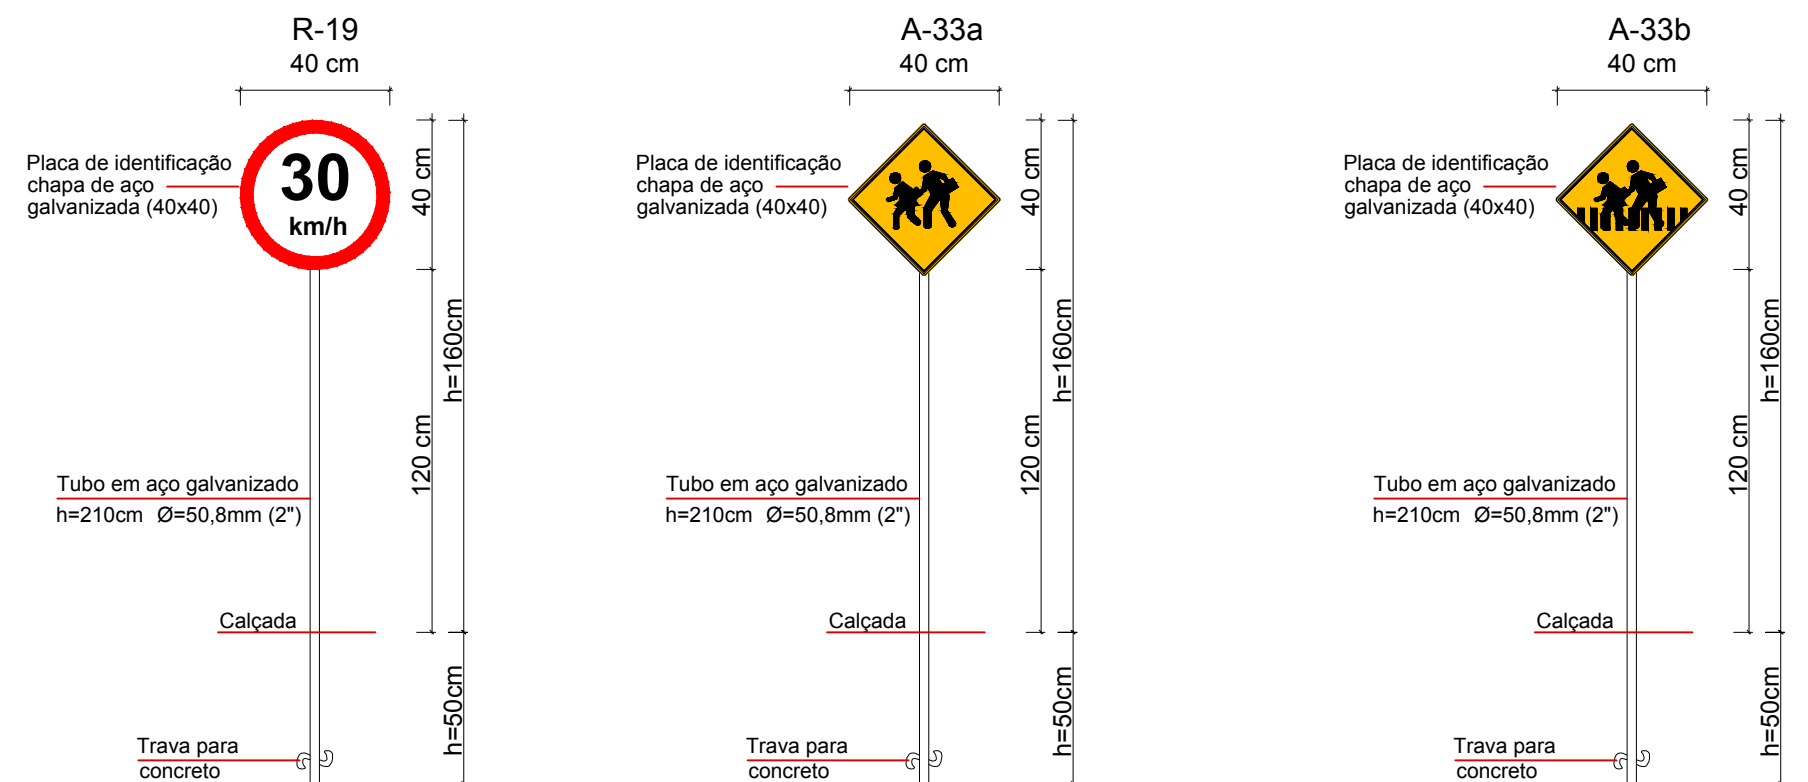 R-19
40 cm
Placa de identificação
chapa de aço
galvanizada (40x40)
30
km/h
40 cm
h=160cm
120 cm
Tubo em aço galvanizado
h=210cm Ø=50,8mm (2")
Calçada
h=50cm
Trava para
concreto
A-33a
40 cm
Placa de identificação
chapa de aço
galvanizada (40x40)
40 cm
h=160cm
120 cm
Tubo em aço galvanizado
h=210cm Ø=50,8mm (2")
Calçada
h=50cm
Trava para
concreto
A-33b
40 cm
Placa de identificação
chapa de aço
galvanizada (40x40)
40 cm
h=160cm
120 cm
Tubo em aço galvanizado
h=210cm Ø=50,8mm (2")
Calçada
h=50cm
Trava para
concreto